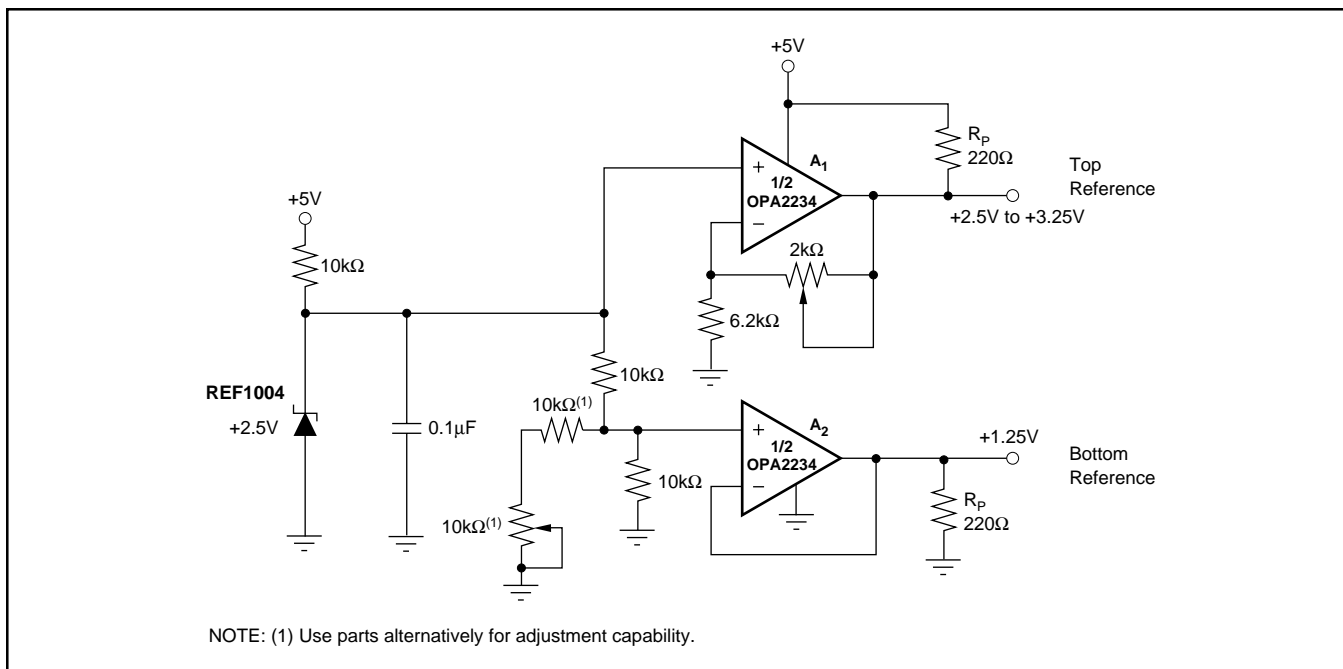 +5V
R_P
220Ω
A₁
+
1/2
OPA2234
−
Top
Reference
+2.5V to +3.25V
2kΩ
6.2kΩ
+5V
10kΩ
REF1004
+2.5V
0.1µF
10kΩ
10kΩ⁽¹⁾
10kΩ⁽¹⁾
10kΩ
A₂
+
1/2
OPA2234
−
+1.25V
Bottom
Reference
R_P
220Ω
NOTE: (1) Use parts alternatively for adjustment capability.